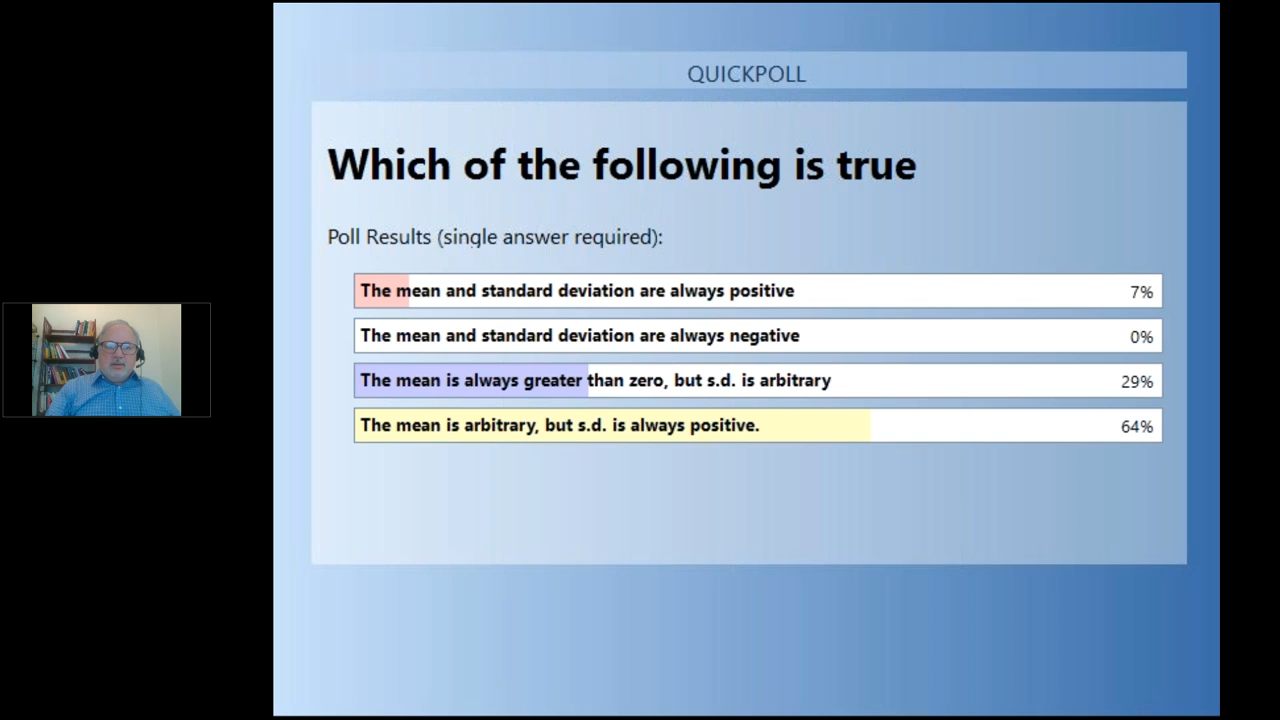 QUICKPOLL
Which of the following is true
Poll Results (single answer required):
The mean and standard deviation are always positive 7%
The mean and standard deviation are always negative 0%
The mean is always greater than zero, but s.d. is arbitrary 29%
The mean is arbitrary, but s.d. is always positive. 64%